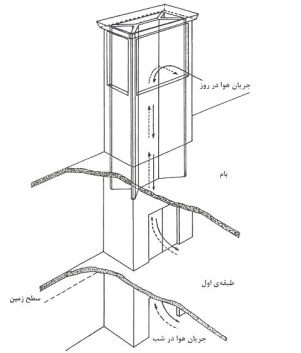 جریان هوا در روز
بام
طبقه‌ی اول
سطح زمین
جریان هوا در شب